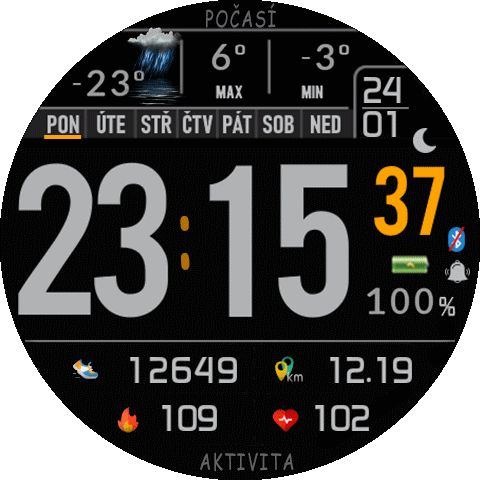 POČASÍ
-23° 6° -3°
MAX MIN
24
01
PON ÚTE STŘ ČTV PÁT SOB NED
23:15 37
100%
12649 Km 12.19
109 102
AKTIVITA